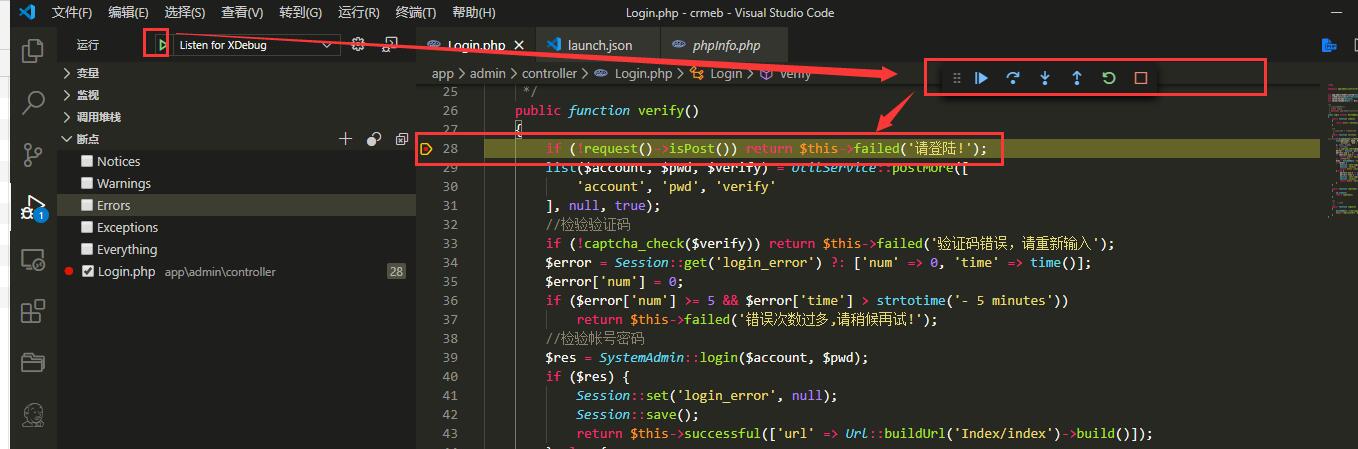 文件(F) 编辑(E) 选择(S) 查看(V) 转到(G) 运行(R) 终端(T) 帮助(H) Login.php - crmeb - Visual Studio Code
运行 Listen for XDebug Login.php launch.json phpInfo.php
app > admin > controller > Login.php > Login > verify
变量
监视
调用堆栈
断点
Notices
Warnings
Errors
Exceptions
Everything
Login.php app\admin\controller 28
1
25 */
26 public function verify()
27 {
28 if (!request()->isPost()) return $this->failed('请登陆!');
29 list($account, $pwd, $verify) = UtilService::postMore([
30 'account', 'pwd', 'verify'
31 ], null, true);
32 //检验验证码
33 if (!captcha_check($verify)) return $this->failed('验证码错误，请重新输入');
34 $error = Session::get('login_error') ?: ['num' => 0, 'time' => time()];
35 $error['num'] = 0;
36 if ($error['num'] >= 5 && $error['time'] > strtotime('- 5 minutes'))
37 return $this->failed('错误次数过多,请稍候再试!');
38 //检验帐号密码
39 $res = SystemAdmin::login($account, $pwd);
40 if ($res) {
41 Session::set('login_error', null);
42 Session::save();
43 return $this->successful(['url' => Url::buildUrl('Index/index')->build()]);